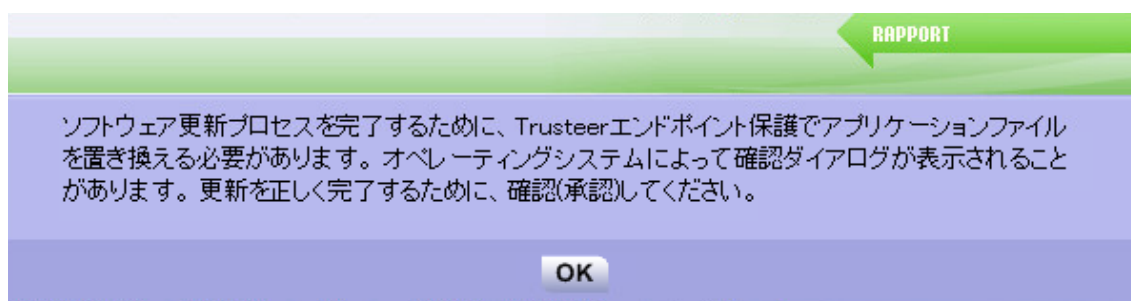 RAPPORT
ソフトウェア更新プロセスを完了するために、Trusteerエンドポイント保護でアプリケーションファイル
を置き換える必要があります。オペレーティングシステムによって確認ダイアログが表示されること
があります。更新を正しく完了するために、確認(承認)してください。
OK